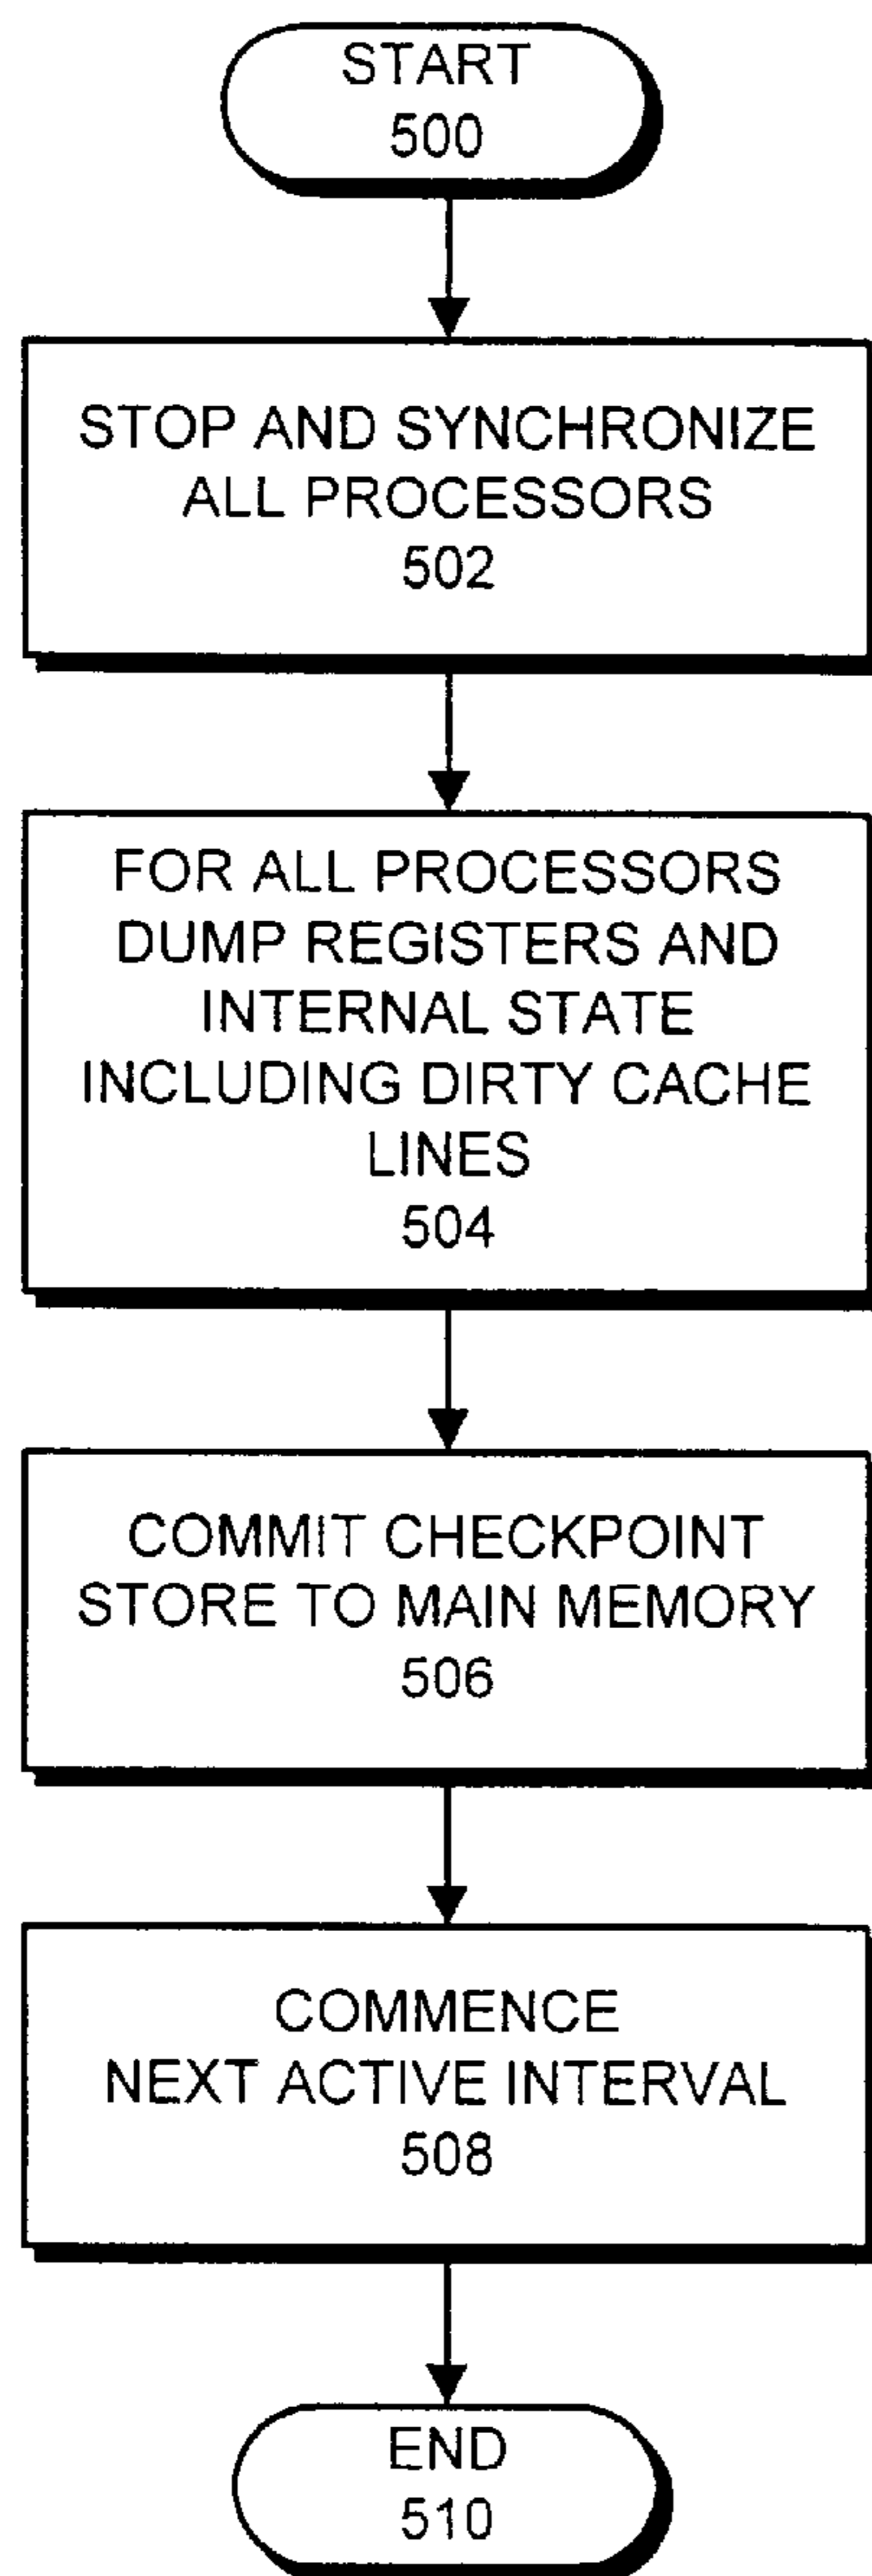 START
500
STOP AND SYNCHRONIZE
ALL PROCESSORS
502
FOR ALL PROCESSORS
DUMP REGISTERS AND
INTERNAL STATE
INCLUDING DIRTY CACHE
LINES
504
COMMIT CHECKPOINT
STORE TO MAIN MEMORY
506
COMMENCE
NEXT ACTIVE INTERVAL
508
END
510